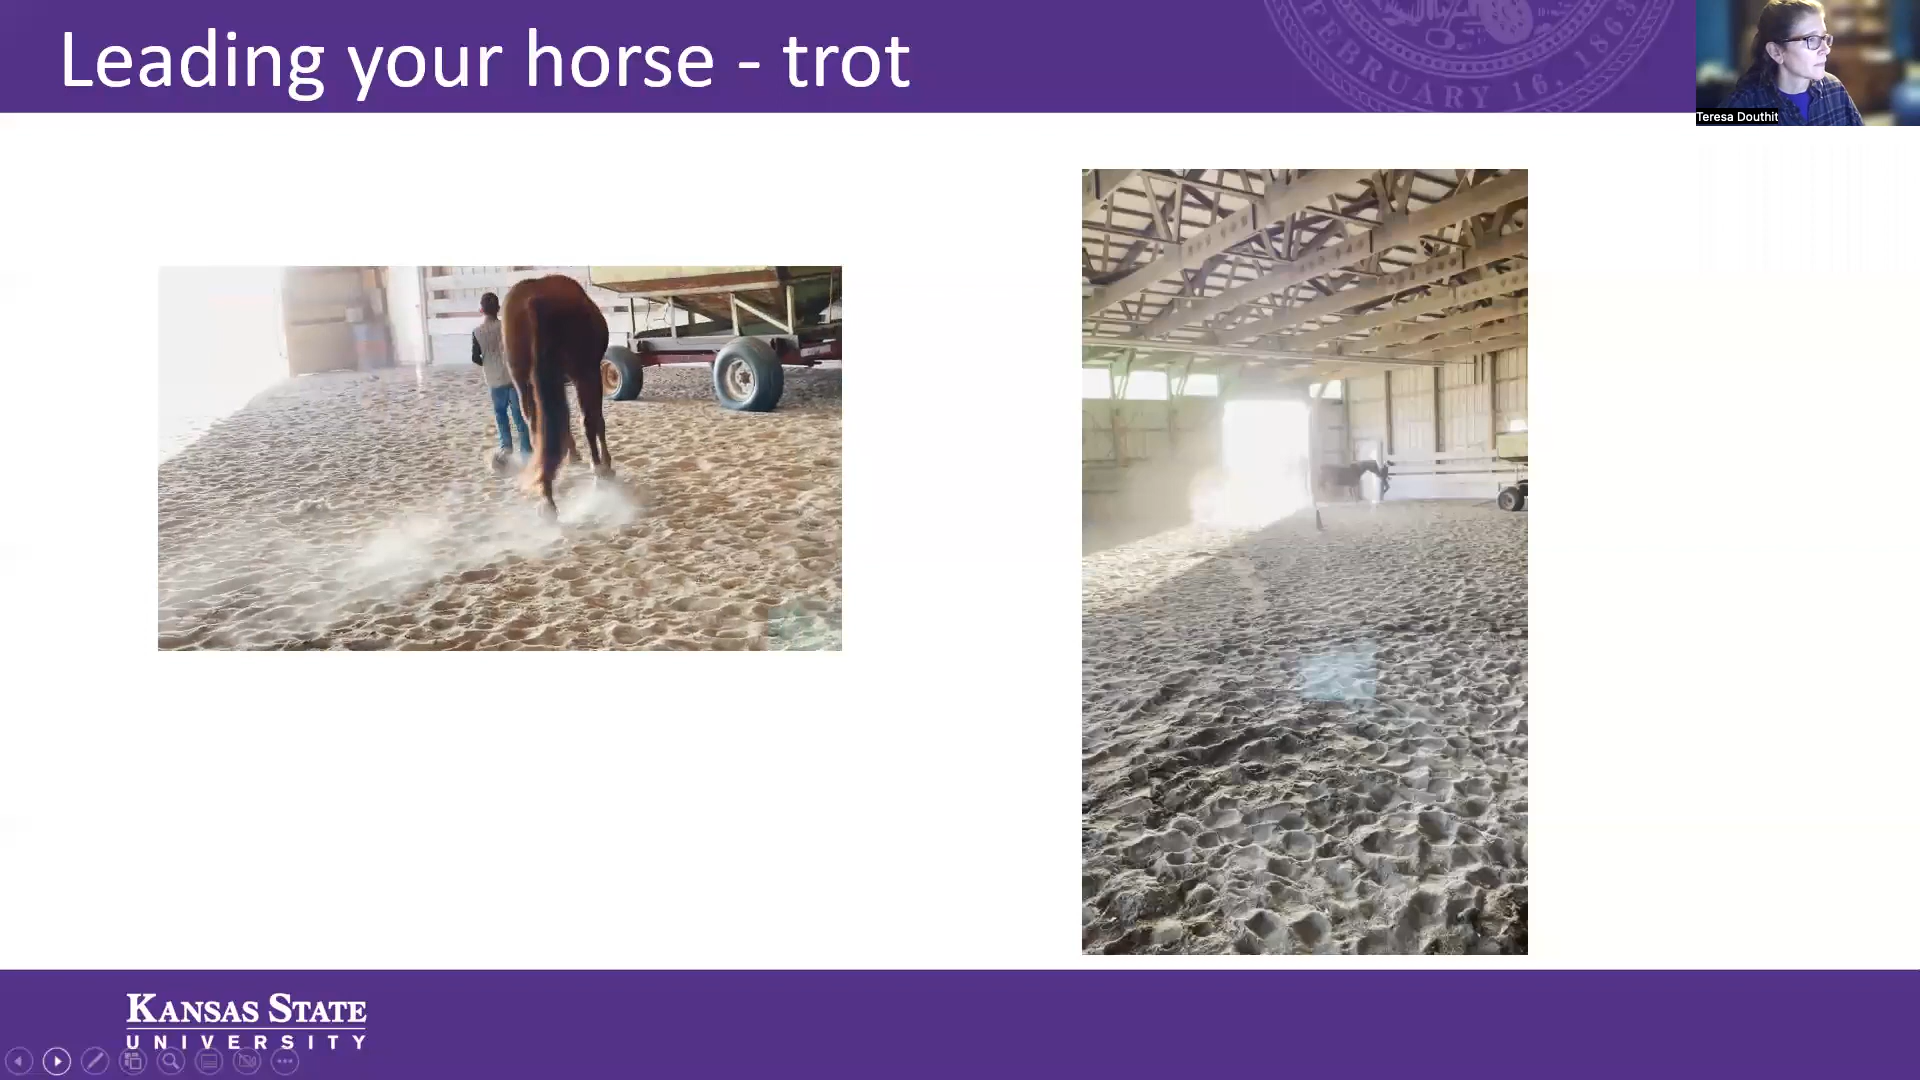 Leading your horse - trot
FEBRUARY 16, 1863
Teresa Douthit
KANSAS STATE
UNIVERSITY